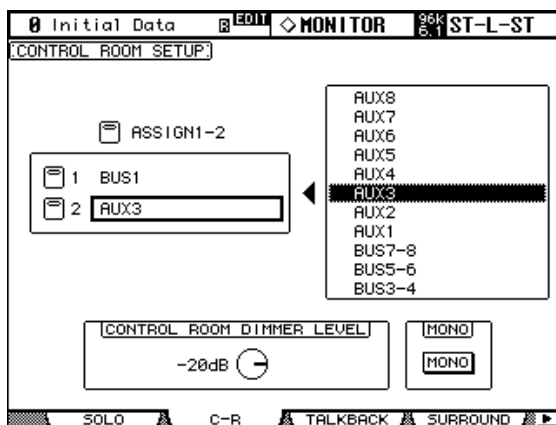 0 Initial Data R EDIT ◇MONITOR 96K 6.1 ST-L-ST
CONTROL ROOM SETUP
ASSIGN1-2
1 BUS1
2 AUX3
AUX8
AUX7
AUX6
AUX5
AUX4
AUX3
AUX2
AUX1
BUS7-8
BUS5-6
BUS3-4
CONTROL ROOM DIMMER LEVEL
-20dB
MONO
MONO
SOLO C-R TALKBACK SURROUND